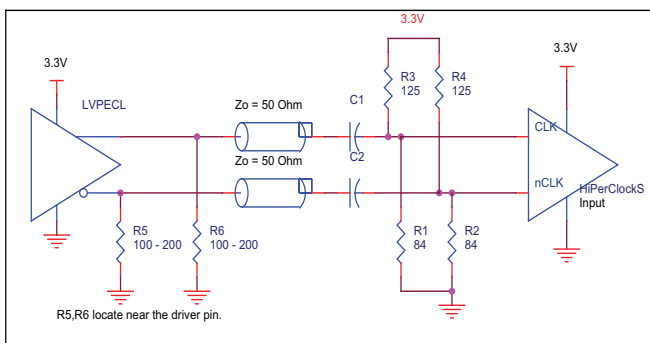 3.3V
3.3V
3.3V
LVPECL
Zo = 50 Ohm
C1
R3
125
R4
125
CLK
Zo = 50 Ohm
C2
nCLK
HiPerClockS
Input
R5
100 - 200
R6
100 - 200
R1
84
R2
84
R5,R6 locate near the driver pin.